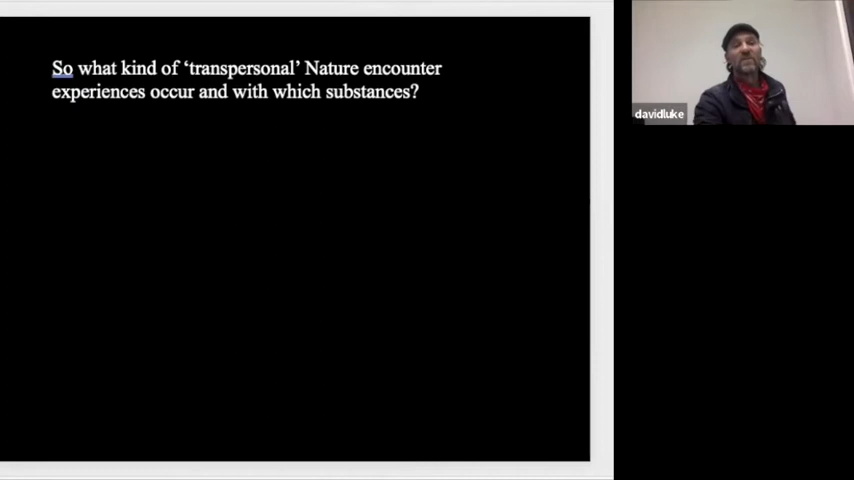 So what kind of ‘transpersonal’ Nature encounter
experiences occur and with which substances?
davidluke